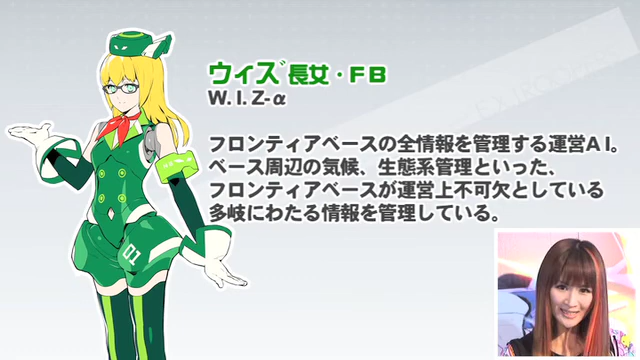 ウィズ゛長女・FB
W.I.Z-α
フロンティアベースの全情報を管理する運営AI。
ベース周辺の気候、生態系管理といった、
フロンティアベースが運営上不可欠としている
多岐にわたる情報を管理している。
01